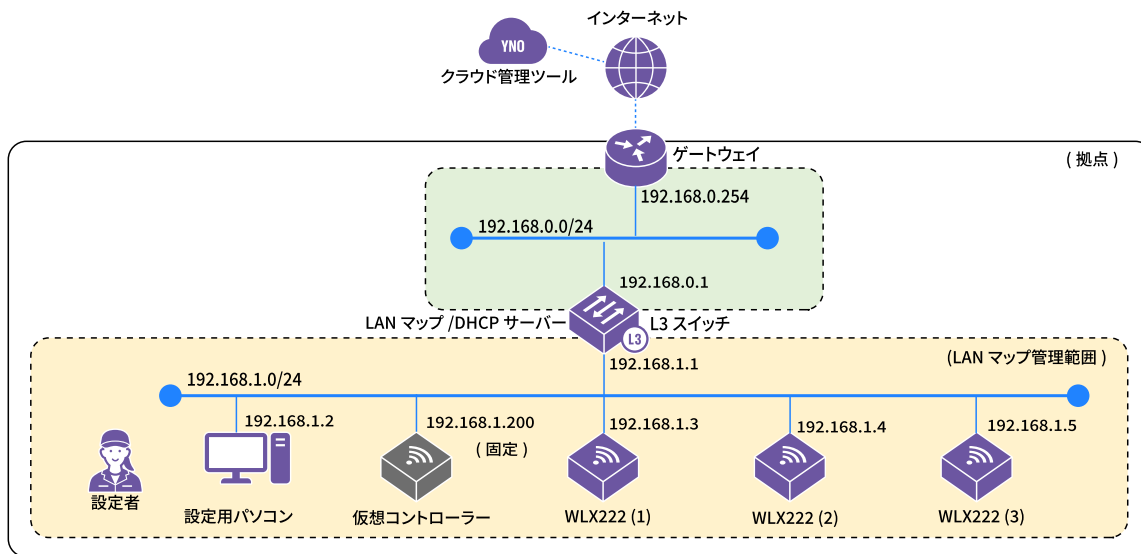 インターネット
YNO
クラウド管理ツール
ゲートウェイ
( 拠点 )
192.168.0.254
192.168.0.0/24
192.168.0.1
LAN マップ /DHCP サーバー
L3 スイッチ
L3
(LAN マップ管理範囲 )
192.168.1.1
192.168.1.0/24
192.168.1.2
192.168.1.200
( 固定 )
192.168.1.3
192.168.1.4
192.168.1.5
設定者
設定用パソコン
仮想コントローラー
WLX222 (1)
WLX222 (2)
WLX222 (3)